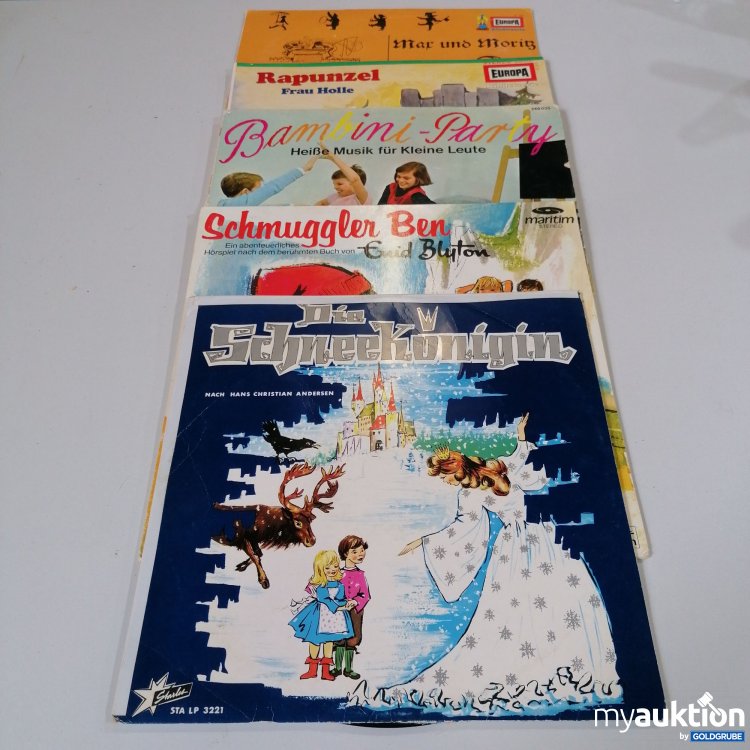 EUROPA
Max und Moritz
Rapunzel
Frau Holle
EUROPA
Bambini-Party
Heiße Musik für Kleine Leute
Schmuggler Ben
maritim
STEREO
Ein abenteuerliches
Hörspiel nach dem berühmten Buch von Enid Blyton
Die
Schneekönigin
NACH HANS CHRISTIAN ANDERSEN
Starlet
STA LP 3221
myauktion
by GOLDGRUBE